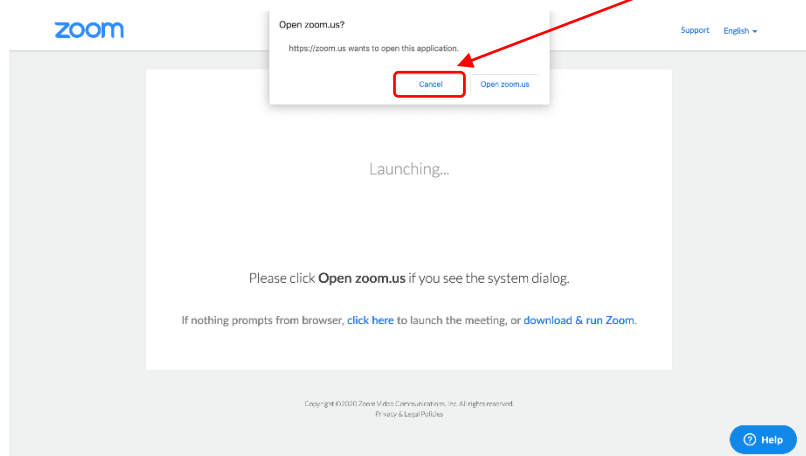 zoom
Support English
Open zoom.us?
https://zoom.us wants to open this application.
Cancel Open zoom.us
Launching...
Please click Open zoom.us if you see the system dialog.
If nothing prompts from browser, click here to launch the meeting, or download & run Zoom.
Copyright ©2020 Zoom Video Communications, Inc. All rights reserved.
Privacy & Legal Policies
Help